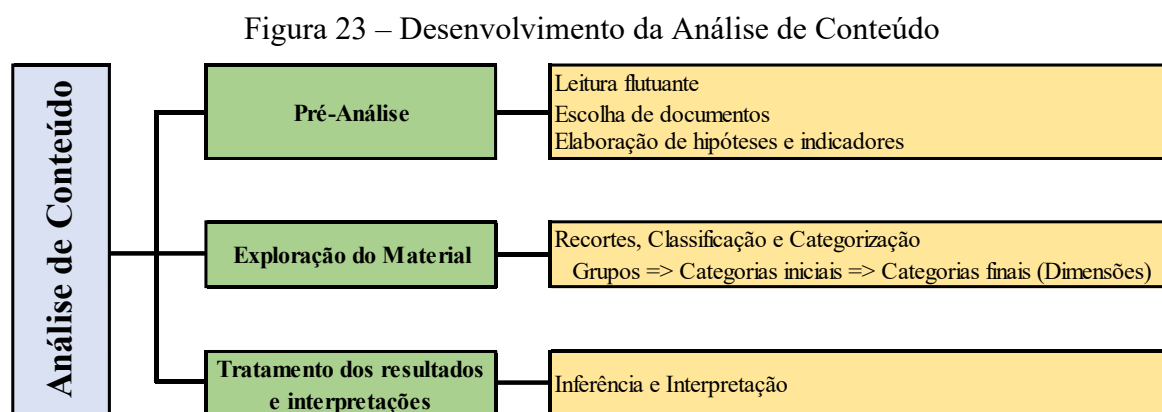 Figura 23 – Desenvolvimento da Análise de Conteúdo
Análise de Conteúdo
Pré-Análise
Leitura flutuante
Escolha de documentos
Elaboração de hipóteses e indicadores
Exploração do Material
Recortes, Classificação e Categorização
Grupos => Categorias iniciais => Categorias finais (Dimensões)
Tratamento dos resultados
e interpretações
Inferência e Interpretação